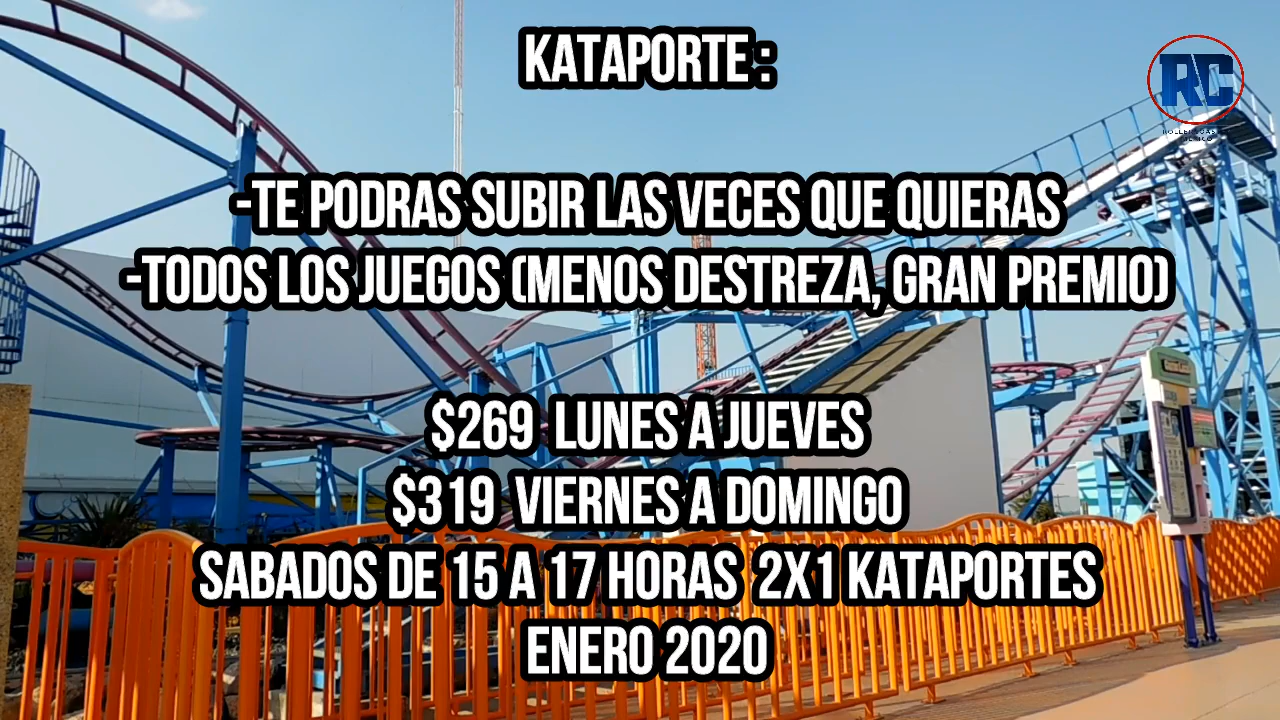 KATAPORTE :
RC
-TE PODRAS SUBIR LAS VECES QUE QUIERAS
-TODOS LOS JUEGOS (MENOS DESTREZA, GRAN PREMIO)
$269 LUNES A JUEVES
$319 VIERNES A DOMINGO
SABADOS DE 15 A 17 HORAS 2X1 KATAPORTES
ENERO 2020